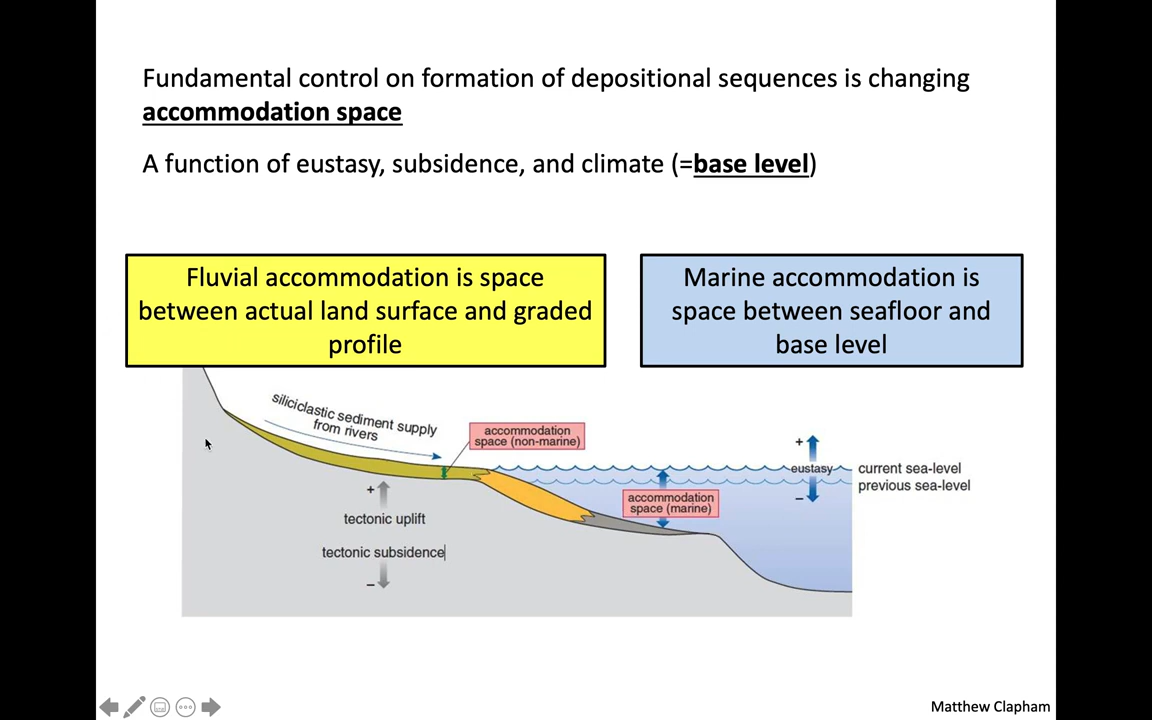 Fundamental control on formation of depositional sequences is changing
accommodation space
A function of eustasy, subsidence, and climate (=base level)
Fluvial accommodation is space
between actual land surface and graded
profile
Marine accommodation is
space between seafloor and
base level
siliciclastic sediment supply
from rivers
accommodation
space (non-marine)
+
eustasy
−
current sea-level
previous sea-level
accommodation
space (marine)
+
tectonic uplift
tectonic subsidence
−
Matthew Clapham